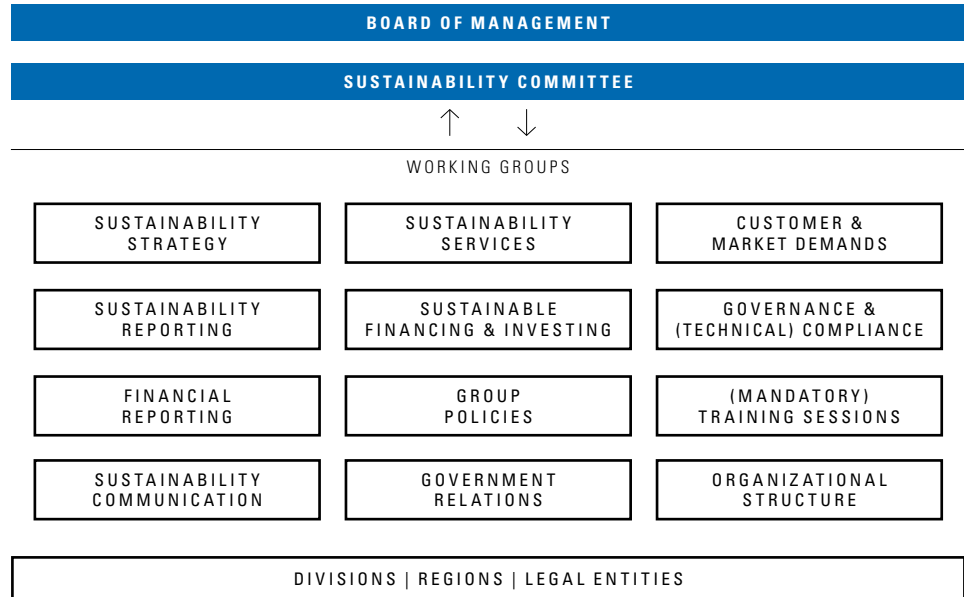 BOARD OF MANAGEMENT
SUSTAINABILITY COMMITTEE
WORKING GROUPS
SUSTAINABILITY
STRATEGY
SUSTAINABILITY
SERVICES
CUSTOMER &
MARKET DEMANDS
SUSTAINABILITY
REPORTING
SUSTAINABLE
FINANCING & INVESTING
GOVERNANCE &
(TECHNICAL) COMPLIANCE
FINANCIAL
REPORTING
GROUP
POLICIES
(MANDATORY)
TRAINING SESSIONS
SUSTAINABILITY
COMMUNICATION
GOVERNMENT
RELATIONS
ORGANIZATIONAL
STRUCTURE
DIVISIONS | REGIONS | LEGAL ENTITIES